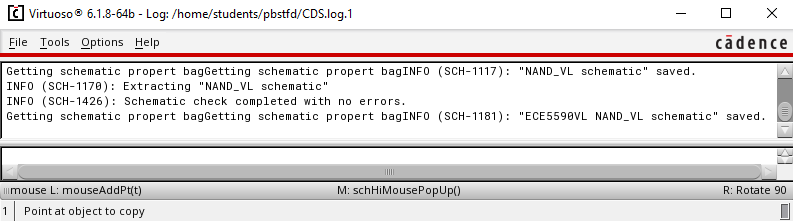 Virtuoso® 6.1.8-64b - Log: /home/students/pbstfd/CDS.log.1
File Tools Options Help cādence
Getting schematic propert bagGetting schematic propert bagINFO (SCH-1117): "NAND_VL schematic" saved.
INFO (SCH-1170): Extracting "NAND_VL schematic"
INFO (SCH-1426): Schematic check completed with no errors.
Getting schematic propert bagGetting schematic propert bagINFO (SCH-1181): "ECE5590VL NAND_VL schematic" saved.
mouse L: mouseAddPt(t) M: schHiMousePopUp() R: Rotate 90
1 Point at object to copy